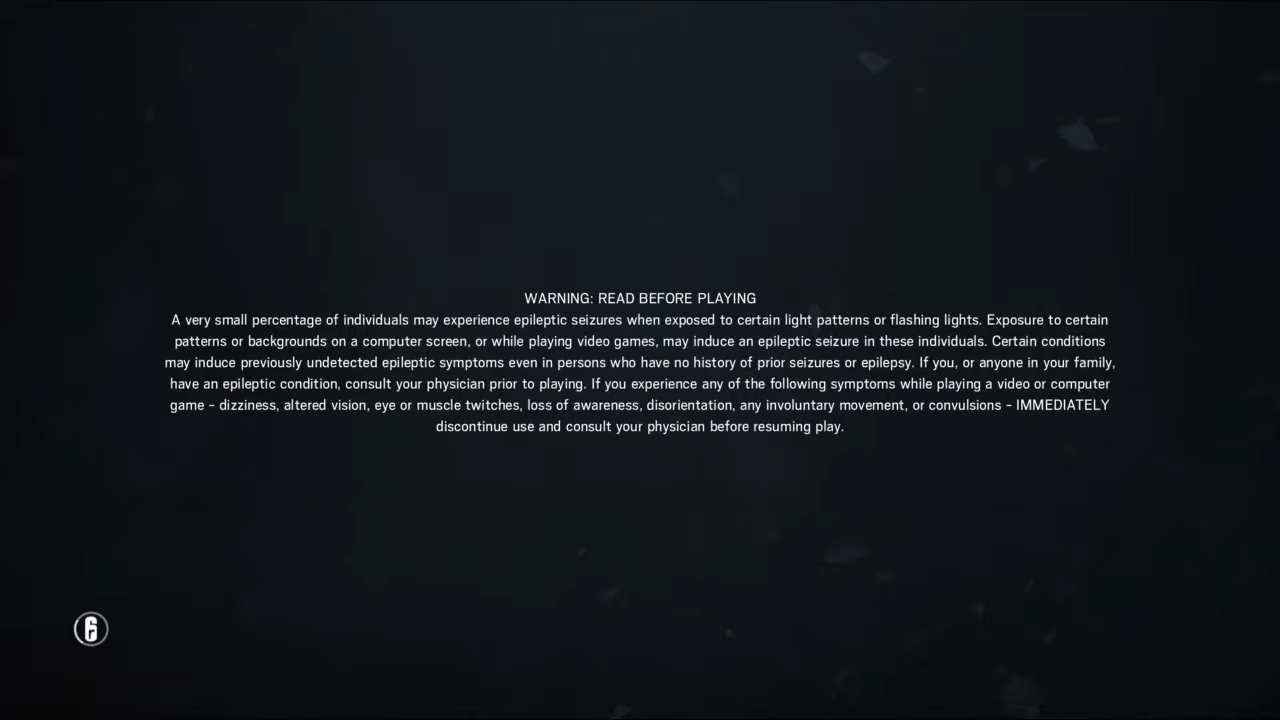 WARNING: READ BEFORE PLAYING
A very small percentage of individuals may experience epileptic seizures when exposed to certain light patterns or flashing lights. Exposure to certain
patterns or backgrounds on a computer screen, or while playing video games, may induce an epileptic seizure in these individuals. Certain conditions
may induce previously undetected epileptic symptoms even in persons who have no history of prior seizures or epilepsy. If you, or anyone in your family,
have an epileptic condition, consult your physician prior to playing. If you experience any of the following symptoms while playing a video or computer
game - dizziness, altered vision, eye or muscle twitches, loss of awareness, disorientation, any involuntary movement, or convulsions - IMMEDIATELY
discontinue use and consult your physician before resuming play.
6